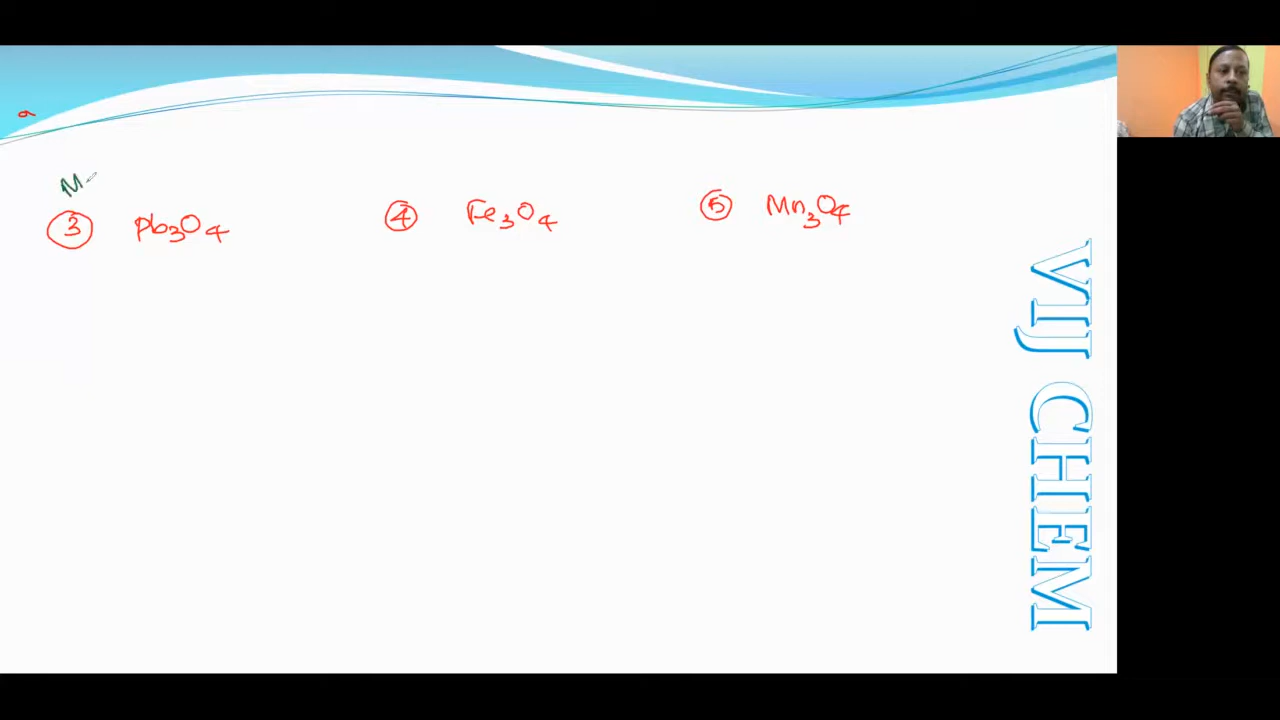 M
③ Pb₃O₄ ④ Fe₃O₄ ⑤ Mn₃O₄
VIJ CHEM